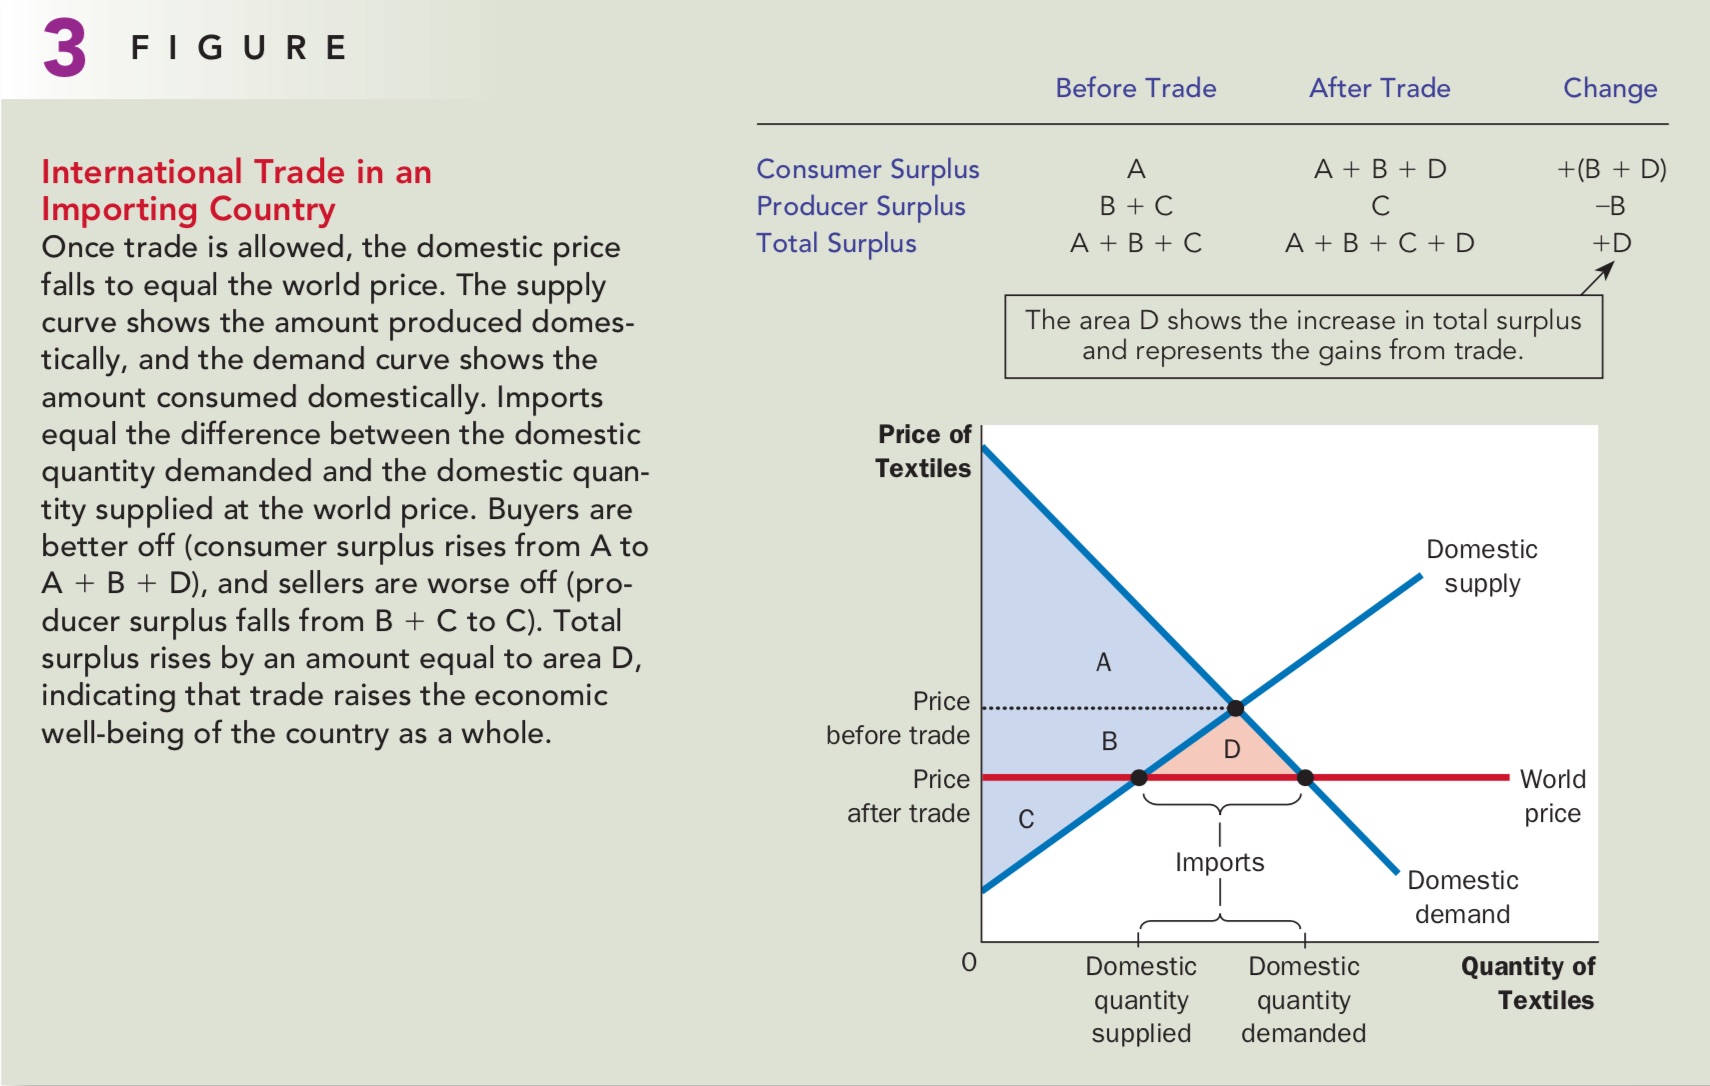 3 FIGURE
International Trade in an
Importing Country
Once trade is allowed, the domestic price
falls to equal the world price. The supply
curve shows the amount produced domes-
tically, and the demand curve shows the
amount consumed domestically. Imports
equal the difference between the domestic
quantity demanded and the domestic quan-
tity supplied at the world price. Buyers are
better off (consumer surplus rises from A to
A + B + D), and sellers are worse off (pro-
ducer surplus falls from B + C to C). Total
surplus rises by an amount equal to area D,
indicating that trade raises the economic
well-being of the country as a whole.
Before Trade After Trade Change
Consumer Surplus A A + B + D +(B + D)
Producer Surplus B + C C –B
Total Surplus A + B + C A + B + C + D +D
The area D shows the increase in total surplus
and represents the gains from trade.
Price of
Textiles
Domestic
supply
A
Price
before trade
B
D
Price
after trade
World
price
C
Imports
Domestic
demand
0
Domestic
quantity
supplied
Domestic
quantity
demanded
Quantity of
Textiles